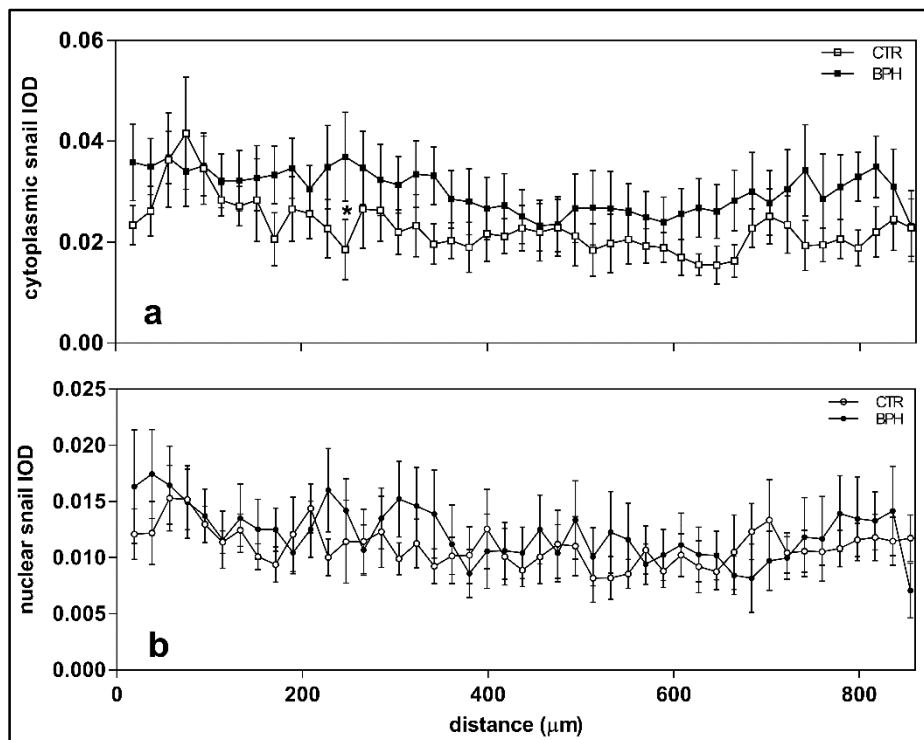 0.06
0.04
0.02
0.00
cytoplasmic snail IOD
CTR
BPH
*
a
0.025
0.020
0.015
0.010
0.005
0.000
nuclear snail IOD
CTR
BPH
b
0 200 400 600 800
distance (μm)